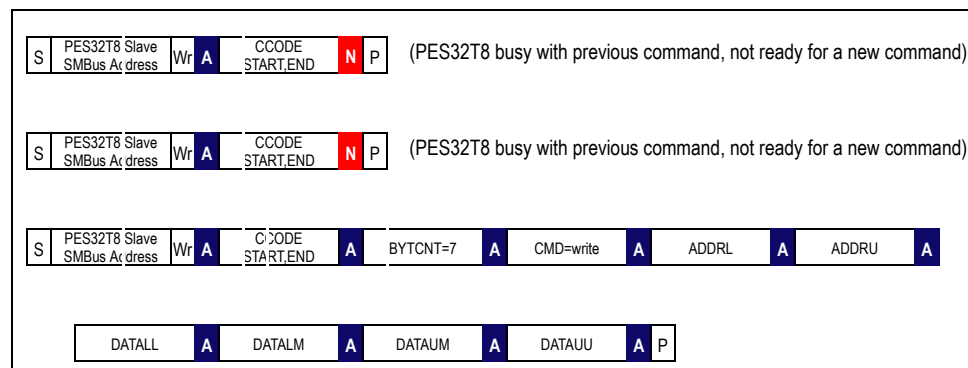 S PES32T8 Slave SMBus Address Wr A CCODE START,END N P (PES32T8 busy with previous command, not ready for a new command)
S PES32T8 Slave SMBus Address Wr A CCODE START,END N P (PES32T8 busy with previous command, not ready for a new command)
S PES32T8 Slave SMBus Address Wr A CCODE START,END A BYTCNT=7 A CMD=write A ADDRL A ADDRU A
DATALL A DATALM A DATAUM A DATAUU A P